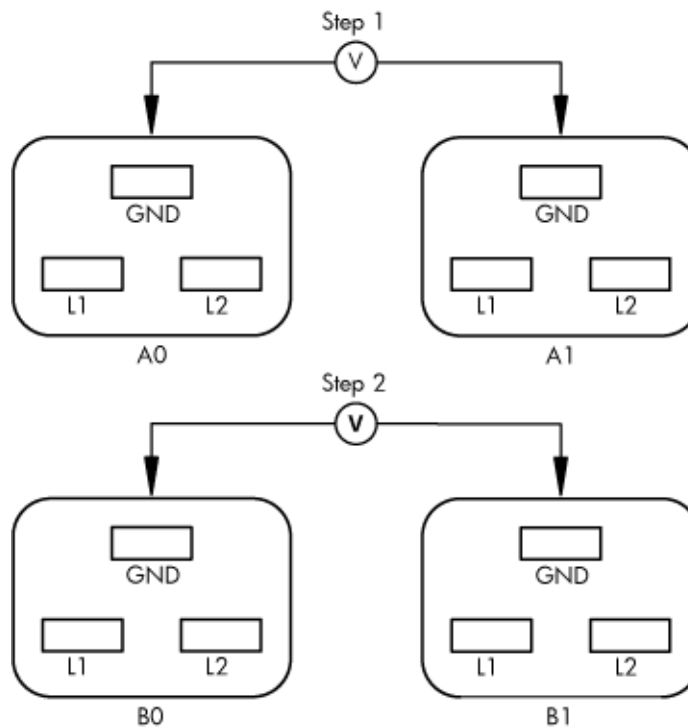 Step 1
V
GND GND
L1 L2 L1 L2
A0 A1
Step 2
V
GND GND
L1 L2 L1 L2
B0 B1